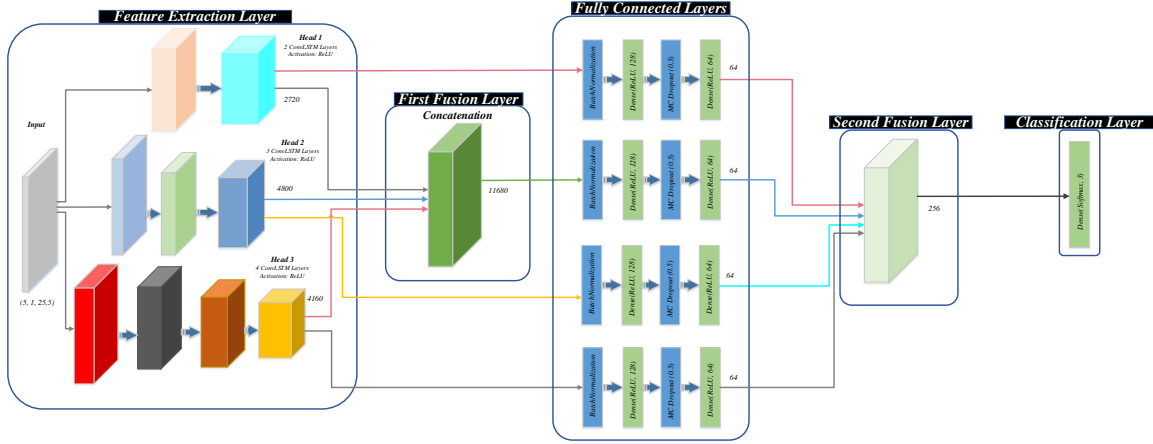 Feature Extraction Layer
Input
(5, 1, 25,5)
Head 1
2 ConvLSTM Layers
Activation: ReLU
2720
Head 2
3 ConvLSTM Layers
Activation: ReLU
4800
Head 3
4 ConvLSTM Layers
Activation: ReLU
4160
First Fusion Layer
Concatenation
11680
Fully Connected Layers
BatchNormalization
Dense(ReLU, 128)
MC Dropout (0.5)
Dense(ReLU, 64)
64
BatchNormalization
Dense(ReLU, 128)
MC Dropout (0.5)
Dense(ReLU, 64)
64
BatchNormalization
Dense(ReLU, 128)
MC Dropout (0.5)
Dense(ReLU, 64)
64
BatchNormalization
Dense(ReLU, 128)
MC Dropout (0.5)
Dense(ReLU, 64)
64
Second Fusion Layer
256
Classification Layer
Dense(Softmax, 3)